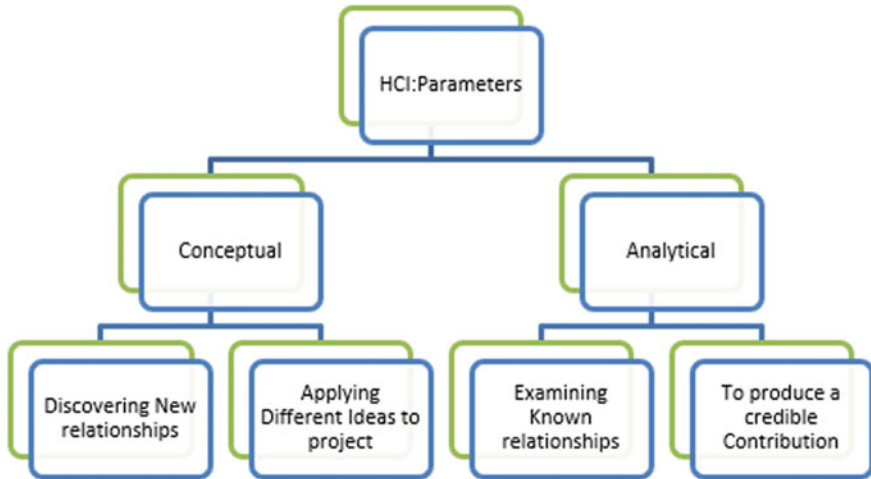 HCI:Parameters
Conceptual
Analytical
Discovering New
relationships
Applying
Different Ideas to
project
Examining
Known
relationships
To produce a
credible
Contribution